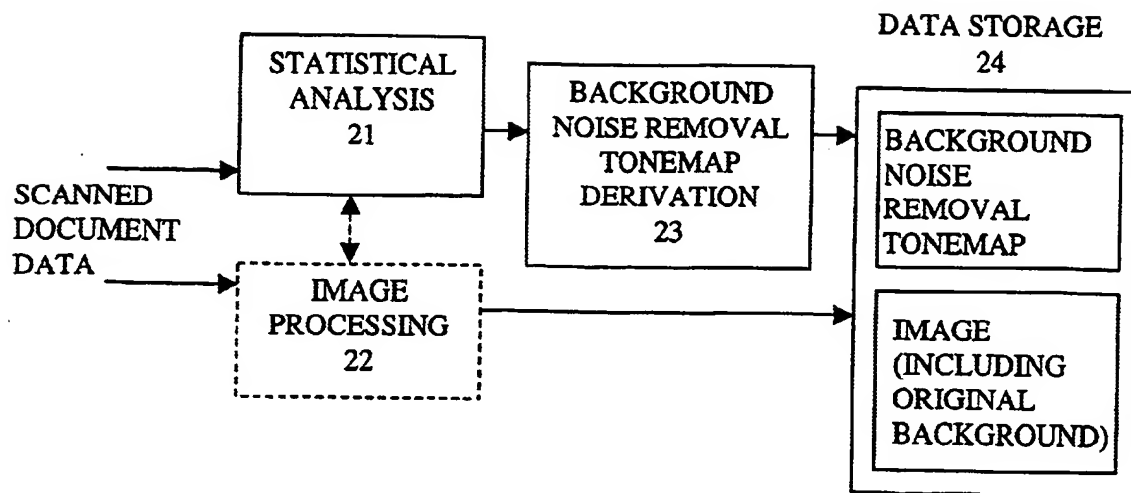 SCANNED
DOCUMENT
DATA
STATISTICAL
ANALYSIS
21
IMAGE
PROCESSING
22
BACKGROUND
NOISE REMOVAL
TONEMAP
DERIVATION
23
DATA STORAGE
24
BACKGROUND
NOISE
REMOVAL
TONEMAP
IMAGE
(INCLUDING
ORIGINAL
BACKGROUND)